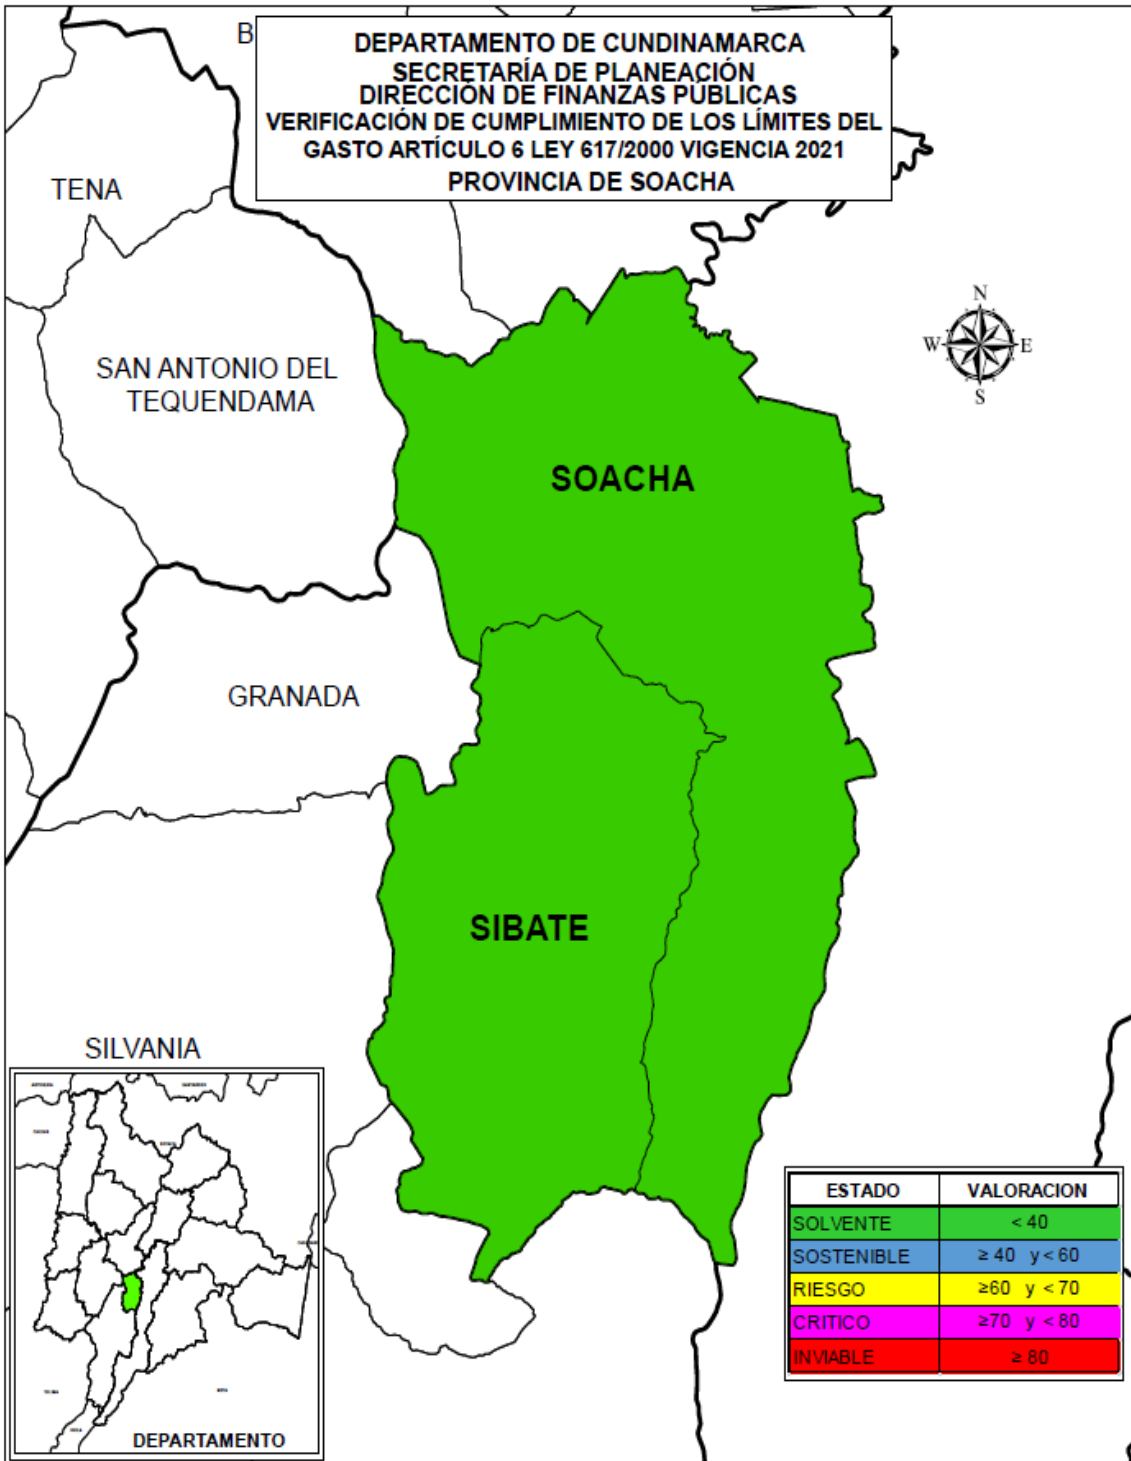 B
DEPARTAMENTO DE CUNDINAMARCA
SECRETARÍA DE PLANEACIÓN
DIRECCIÓN DE FINANZAS PÚBLICAS
VERIFICACIÓN DE CUMPLIMIENTO DE LOS LÍMITES DEL
GASTO ARTÍCULO 6 LEY 617/2000 VIGENCIA 2021
PROVINCIA DE SOACHA
TENA
N
W E
S
SAN ANTONIO DEL
TEQUENDAMA
SOACHA
GRANADA
SIBATE
SILVANIA
DEPARTAMENTO
ESTADO VALORACION
SOLVENTE < 40
SOSTENIBLE ≥ 40 y < 60
RIESGO ≥60 y < 70
CRITICO ≥70 y < 80
INVIABLE ≥ 80